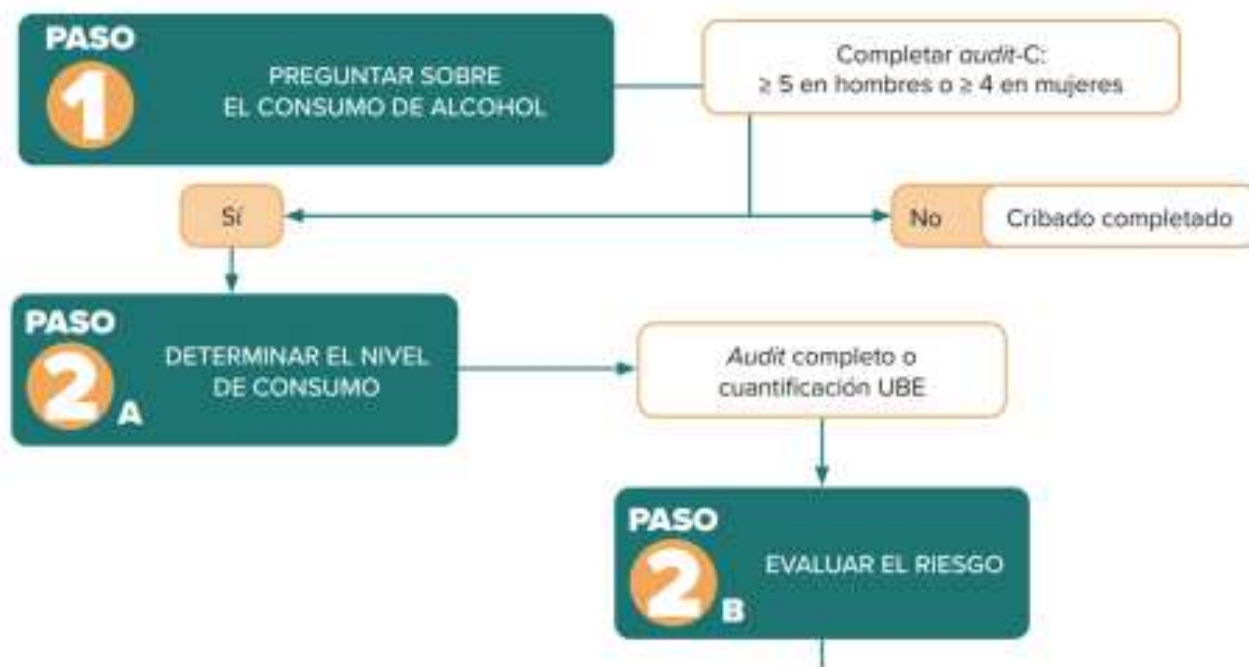 PASO
1
PREGUNTAR SOBRE
EL CONSUMO DE ALCOHOL
Completar audit-C:
≥ 5 en hombres o ≥ 4 en mujeres
Sí
No
Cribado completado
PASO
2 A
DETERMINAR EL NIVEL
DE CONSUMO
Audit completo o
cuantificación UBE
PASO
2 B
EVALUAR EL RIESGO